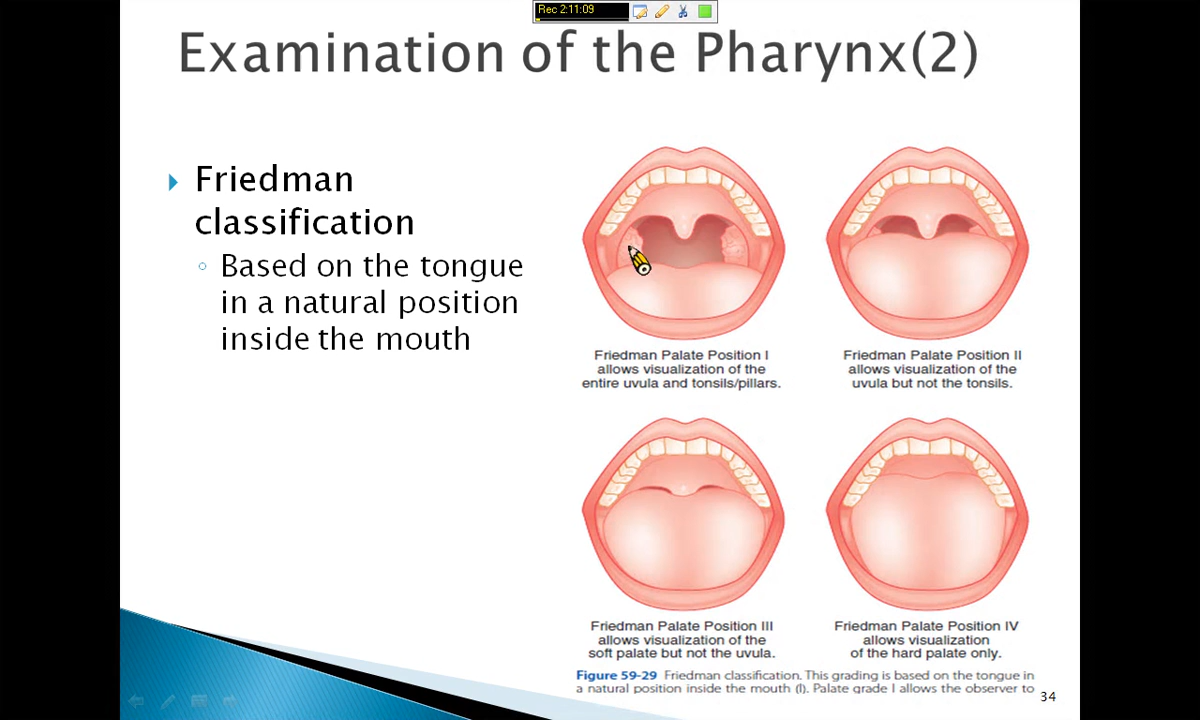 Rec 2:11:09
Examination of the Pharynx(2)
Friedman
classification
Based on the tongue
in a natural position
inside the mouth
Friedman Palate Position I
allows visualization of the
entire uvula and tonsils/pillars.
Friedman Palate Position II
allows visualization of the
uvula but not the tonsils.
Friedman Palate Position III
allows visualization of the
soft palate but not the uvula.
Friedman Palate Position IV
allows visualization
of the hard palate only.
Figure 59-29 Friedman classification. This grading is based on the tongue in
a natural position inside the mouth (I). Palate grade I allows the observer to
34